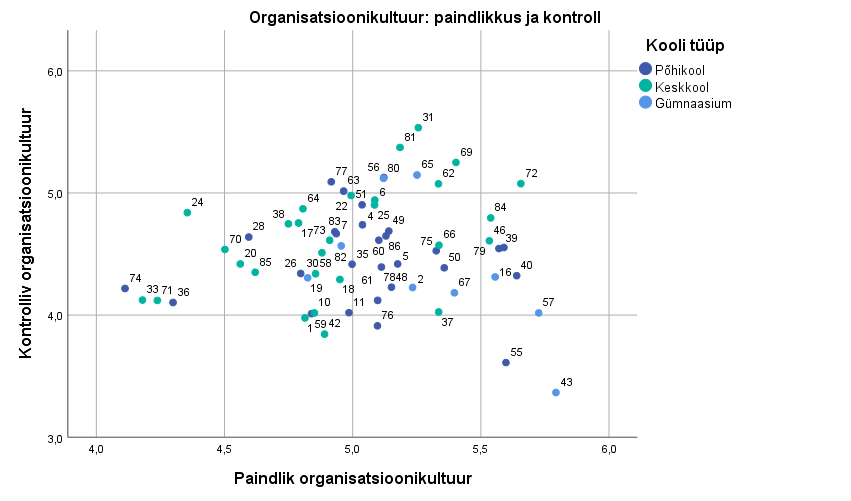 Organisatsioonikultuur: paindlikkus ja kontroll
Kooli tüüp
Põhikool
Keskkool
Gümnaasium
Kontrolliv organisatsioonikultuur
6,0
5,0
4,0
3,0
31
81
69
77 63 56 80 65 62 72
24 64 22 51 6
38 84
28 17 73 83 7 4 25 49
70 82 60 86 75 66 46 79 39
20 85 26 30 58 35 5 50 16 40
74 19 18 61 78 48 2 67
33 71 36 10 11 57
1 59 42 76 37
55
43
4,0 4,5 5,0 5,5 6,0
Paindlik organisatsioonikultuur